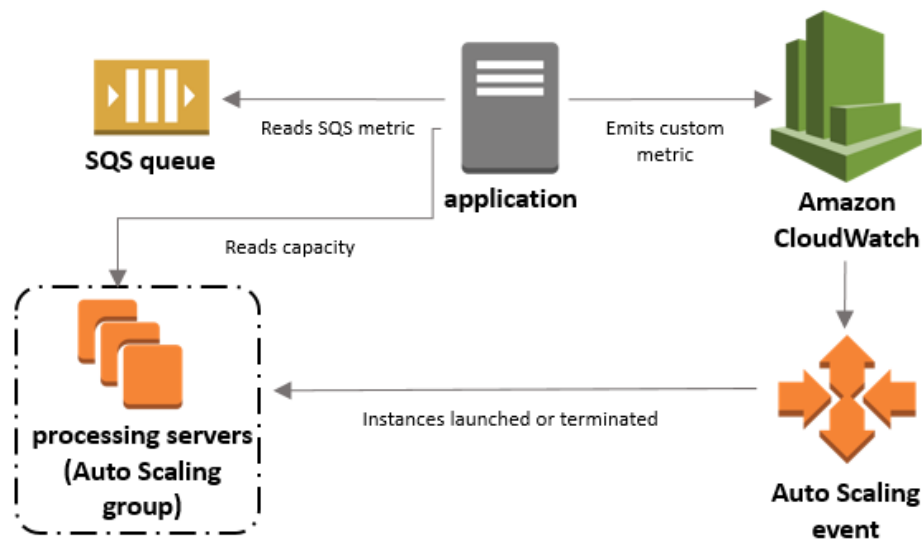 Reads SQS metric
Emits custom
metric
SQS queue
application
Amazon
CloudWatch
Reads capacity
Instances launched or terminated
processing servers
(Auto Scaling
group)
Auto Scaling
event